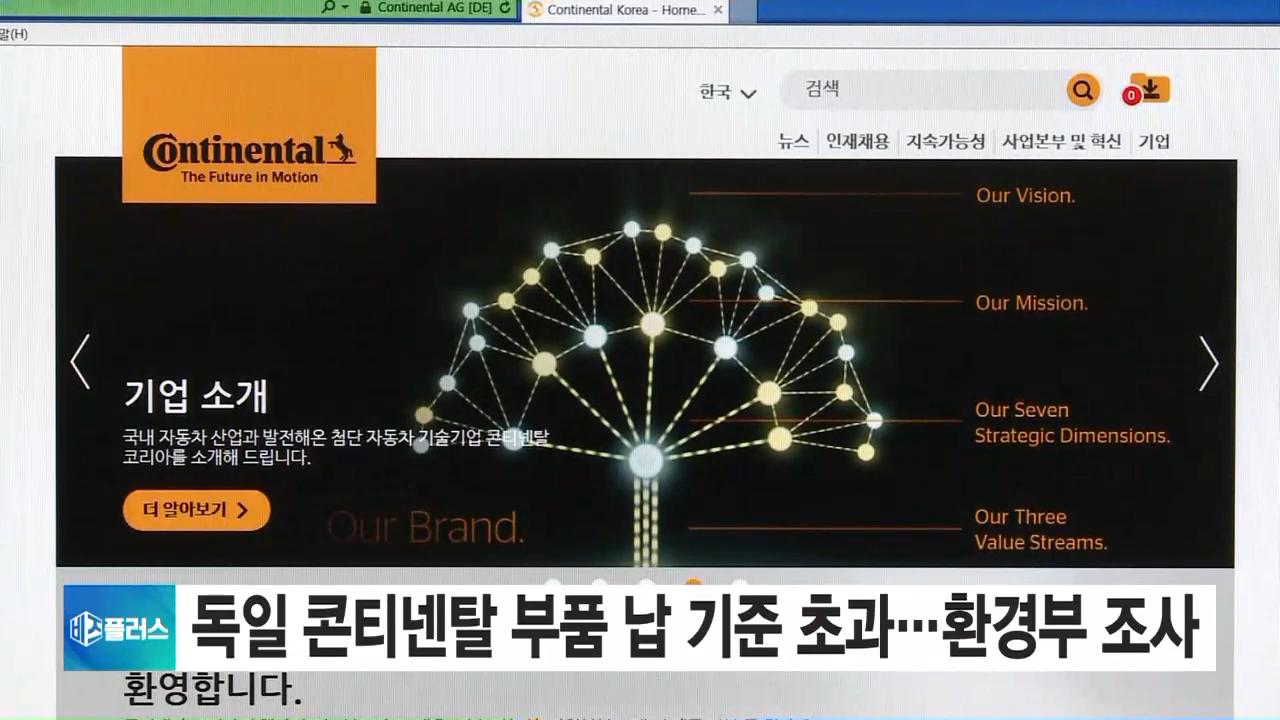 Continental AG [DE]
Continental Korea - Home...
말(H)
한국
검색
0
Continental
The Future in Motion
뉴스 인재채용 지속가능성 사업본부 및 혁신 기업
Our Vision.
Our Mission.
기업 소개
국내 자동차 산업과 발전해온 첨단 자동차 기술기업 콘티넨탈
코리아를 소개해 드립니다.
Our Seven
Strategic Dimensions.
더 알아보기
Our Brand.
Our Three
Value Streams.
비즈플러스
독일 콘티넨탈 부품 납 기준 초과…환경부 조사
환영합니다.